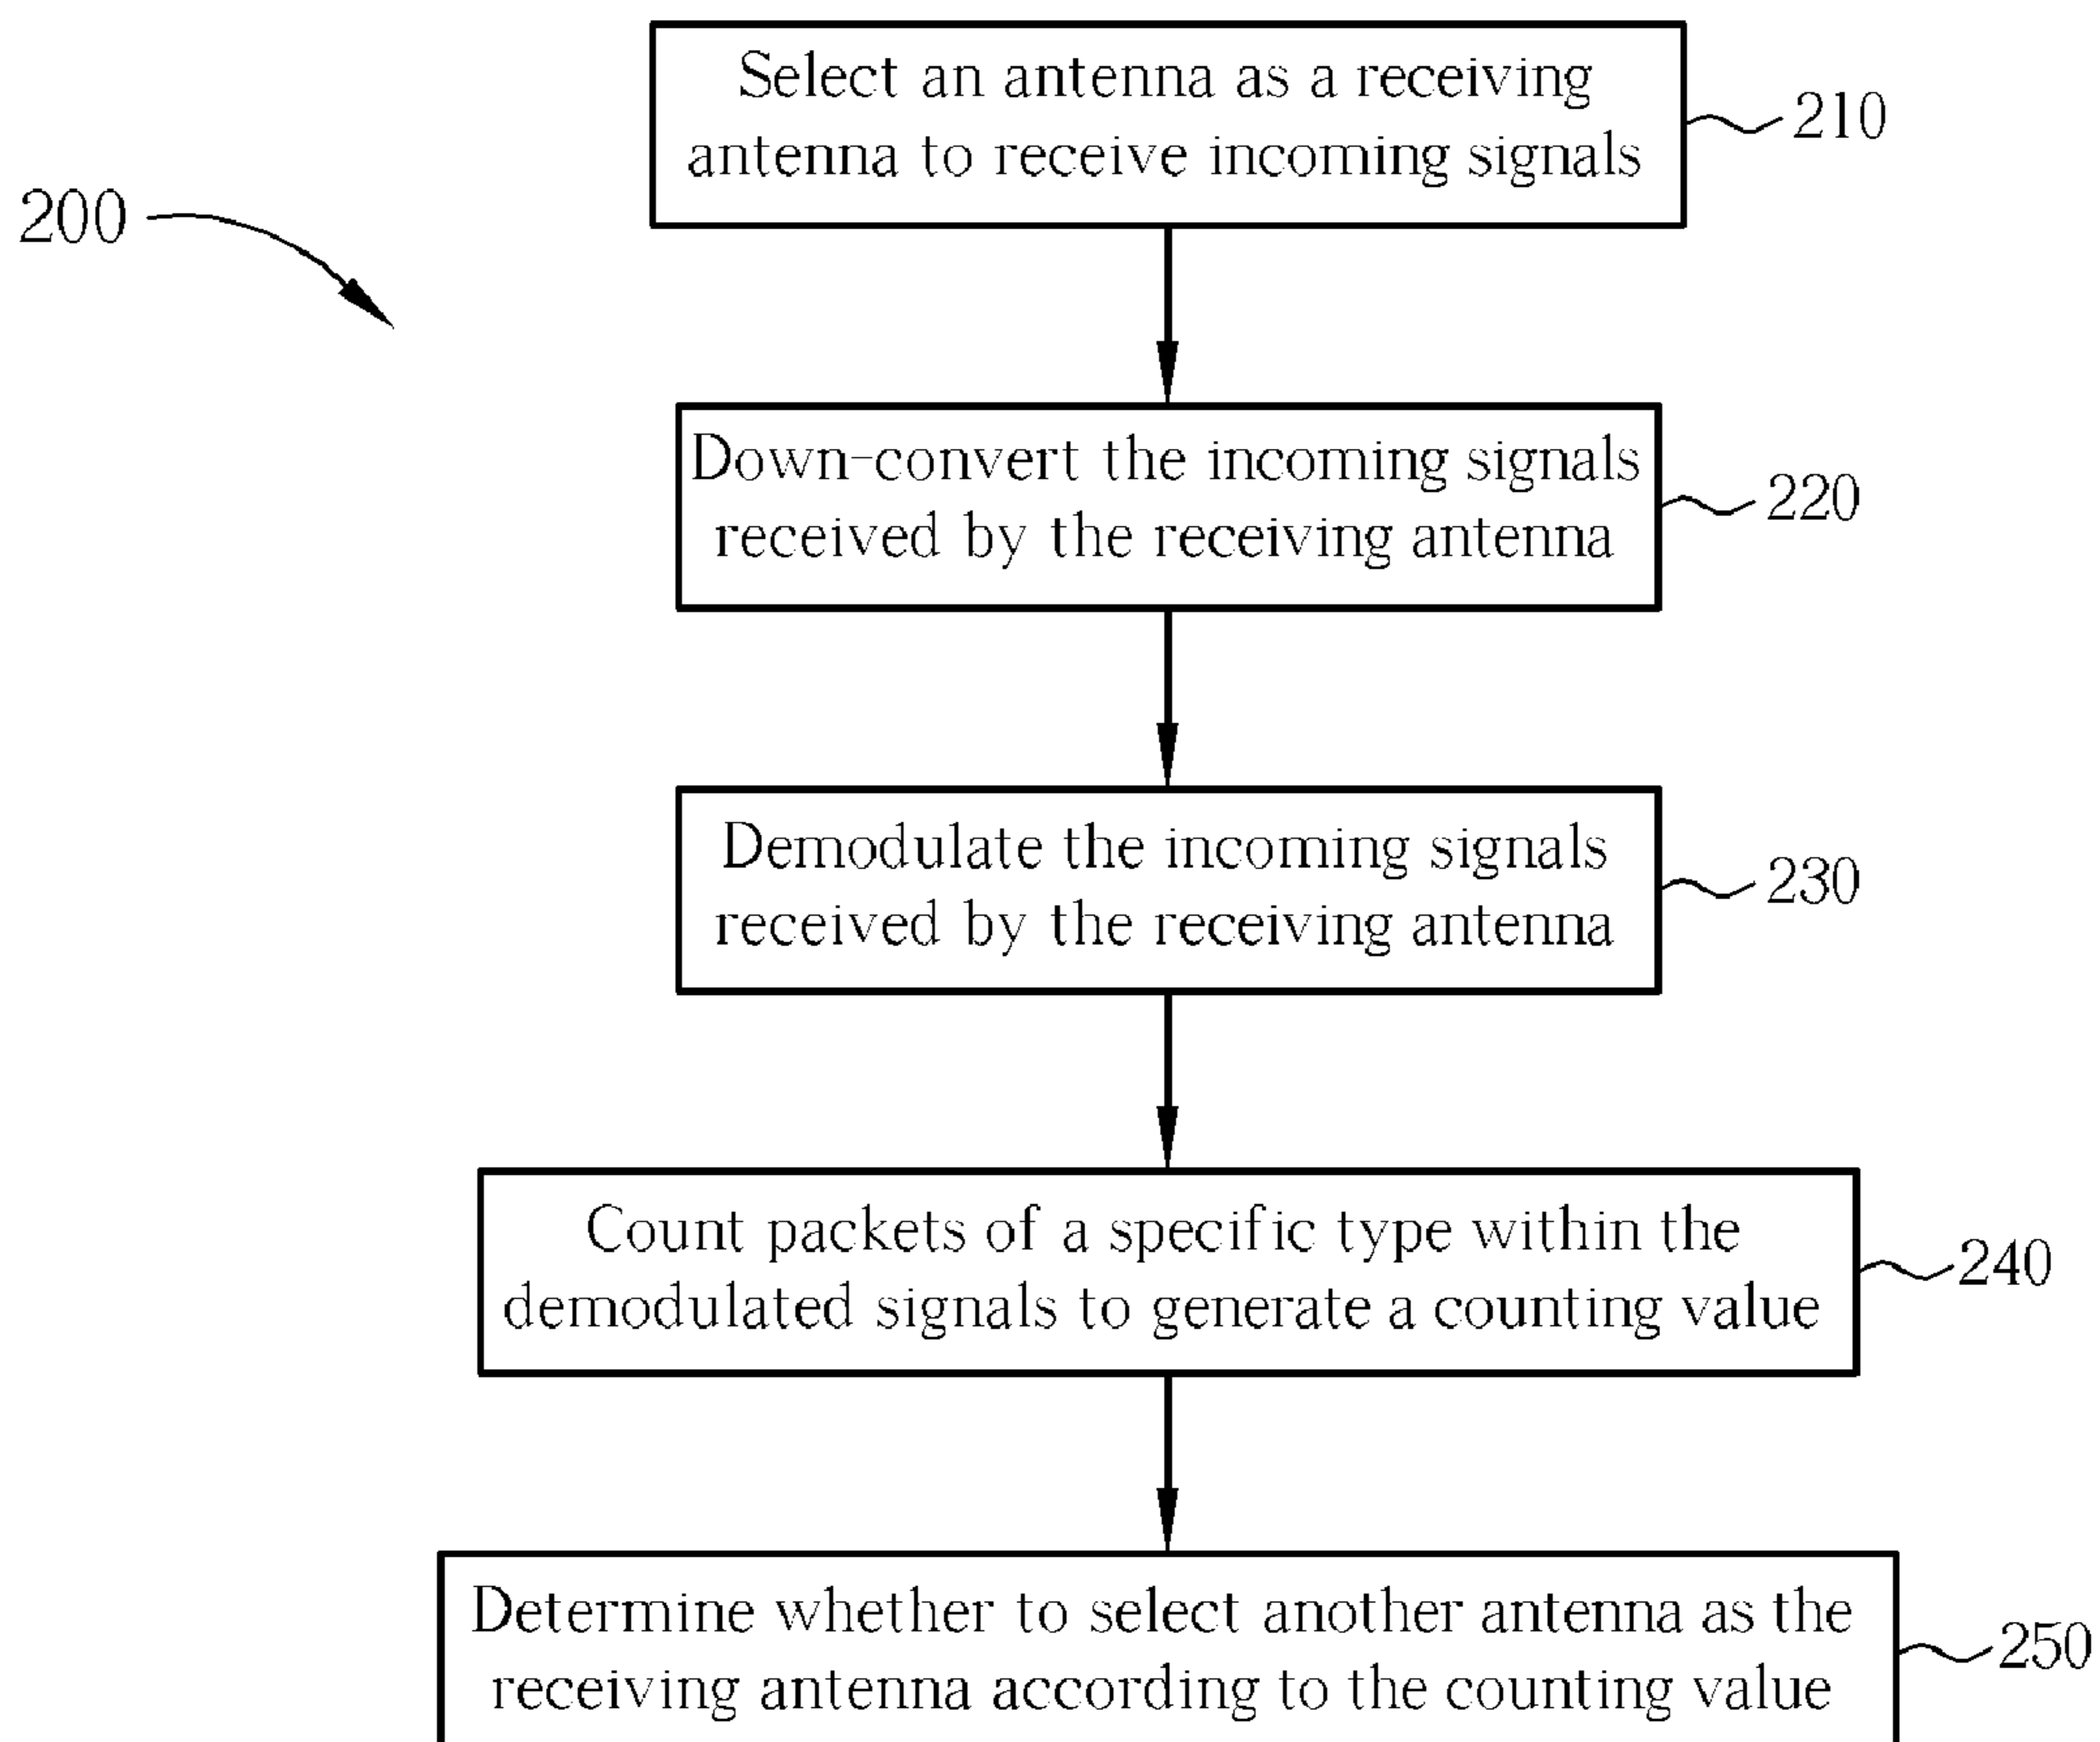 Select an antenna as a receiving
antenna to receive incoming signals
210
200
Down-convert the incoming signals
received by the receiving antenna
220
Demodulate the incoming signals
received by the receiving antenna
230
Count packets of a specific type within the
demodulated signals to generate a counting value
240
Determine whether to select another antenna as the
receiving antenna according to the counting value
250